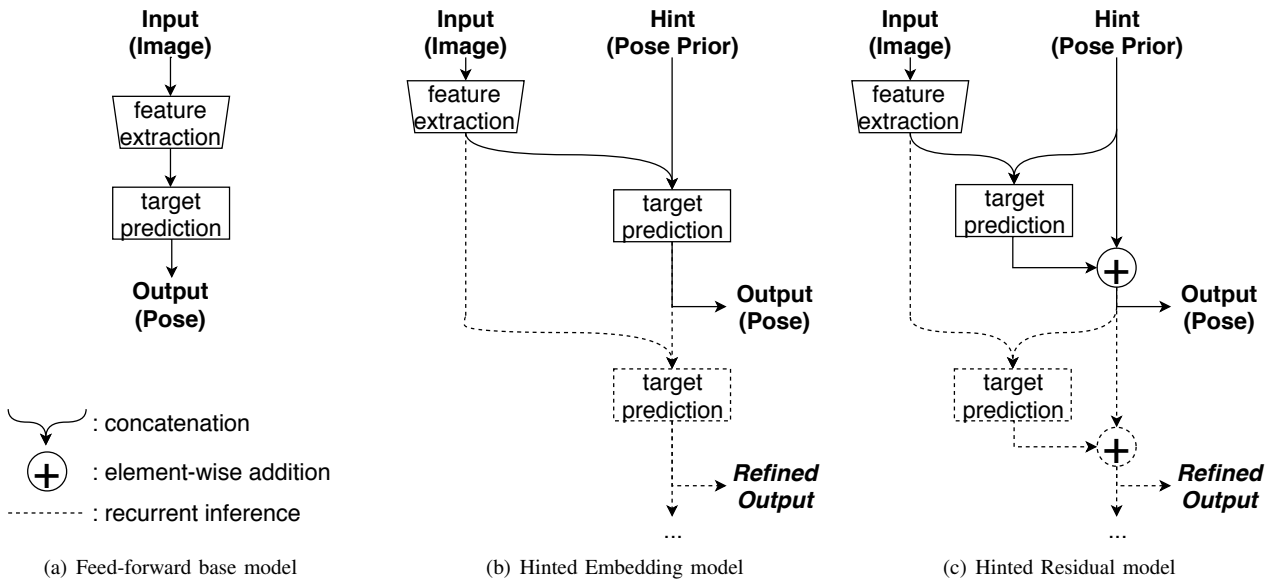 Input
(Image)
feature
extraction
target
prediction
Output
(Pose)
: concatenation
+ : element-wise addition
: recurrent inference
(a) Feed-forward base model
Input
(Image)
Hint
(Pose Prior)
feature
extraction
target
prediction
Output
(Pose)
target
prediction
Refined
Output
...
(b) Hinted Embedding model
Input
(Image)
Hint
(Pose Prior)
feature
extraction
target
prediction
+
Output
(Pose)
target
prediction
+
Refined
Output
...
(c) Hinted Residual model